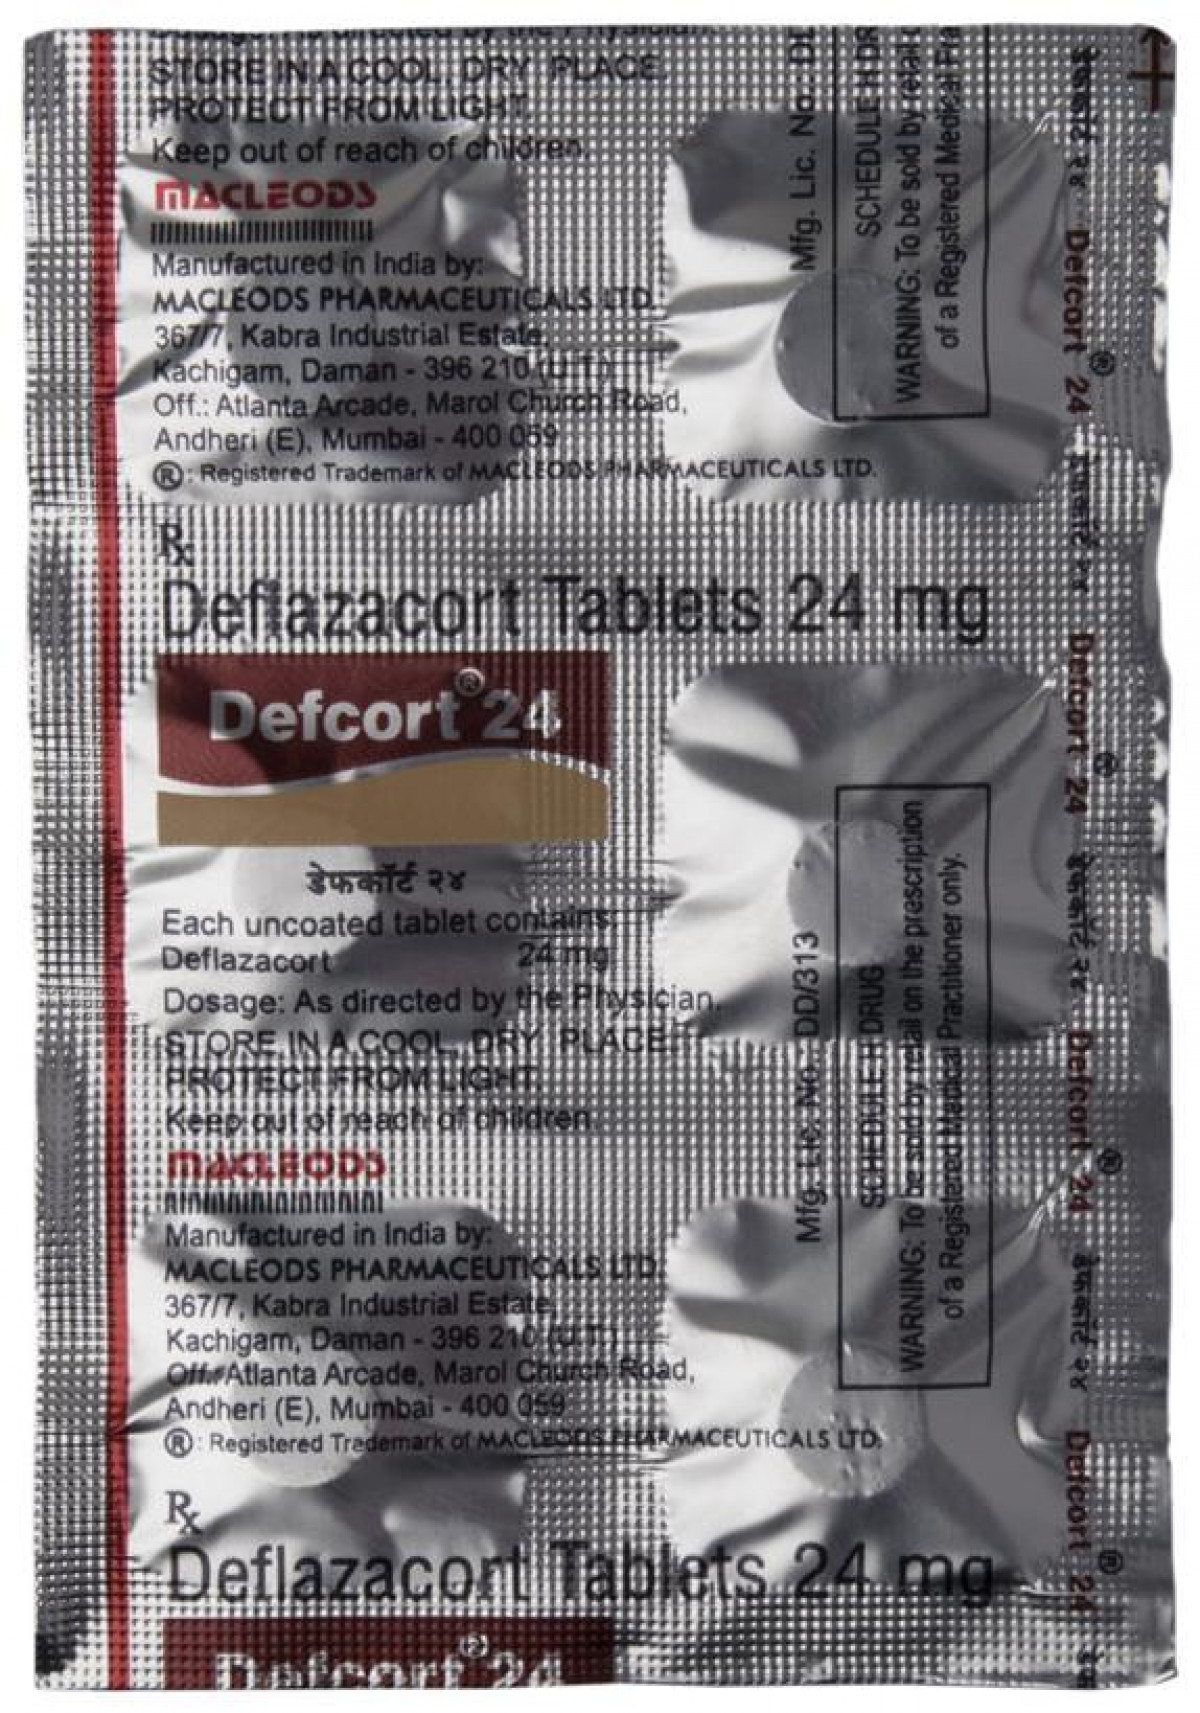 STORE IN A COOL, DRY PLACE.
PROTECT FROM LIGHT.
Keep out of reach of children.
MACLEODS
Manufactured in India by:
MACLEODS PHARMACEUTICALS LTD.
367/7, Kabra Industrial Estate,
Kachigam, Daman - 396 210 (U.T.)
Off.: Atlanta Arcade, Marol Church Road,
Andheri (E), Mumbai - 400 059
® : Registered Trademark of MACLEODS PHARMACEUTICALS LTD.
Mfg. Lic. No.:
SCHEDULE H
WARNING: To be sold by retail
of a Registered Medical
Rx
Deflazacort Tablets 24 mg
Defcort® 24
डेफकॉर्ट २४
Each uncoated tablet contains:
Deflazacort 24 mg
Dosage: As directed by the Physician.
STORE IN A COOL, DRY PLACE.
PROTECT FROM LIGHT.
Keep out of reach of children.
MACLEODS
Manufactured in India by:
MACLEODS PHARMACEUTICALS LTD.
367/7, Kabra Industrial Estate,
Kachigam, Daman - 396 210 (U.T.)
Off.: Atlanta Arcade, Marol Church Road,
Andheri (E), Mumbai - 400 059
® : Registered Trademark of MACLEODS PHARMACEUTICALS LTD.
Mfg. Lic. No.: DD/313
SCHEDULE H DRUG
WARNING: To be sold by retail on the prescription
of a Registered Medical Practitioner only.
Rx
Deflazacort Tablets 24 mg
Defcort® 24
Defcort® 24
Defcort® 24
Defcort® 24
Defcort® 24